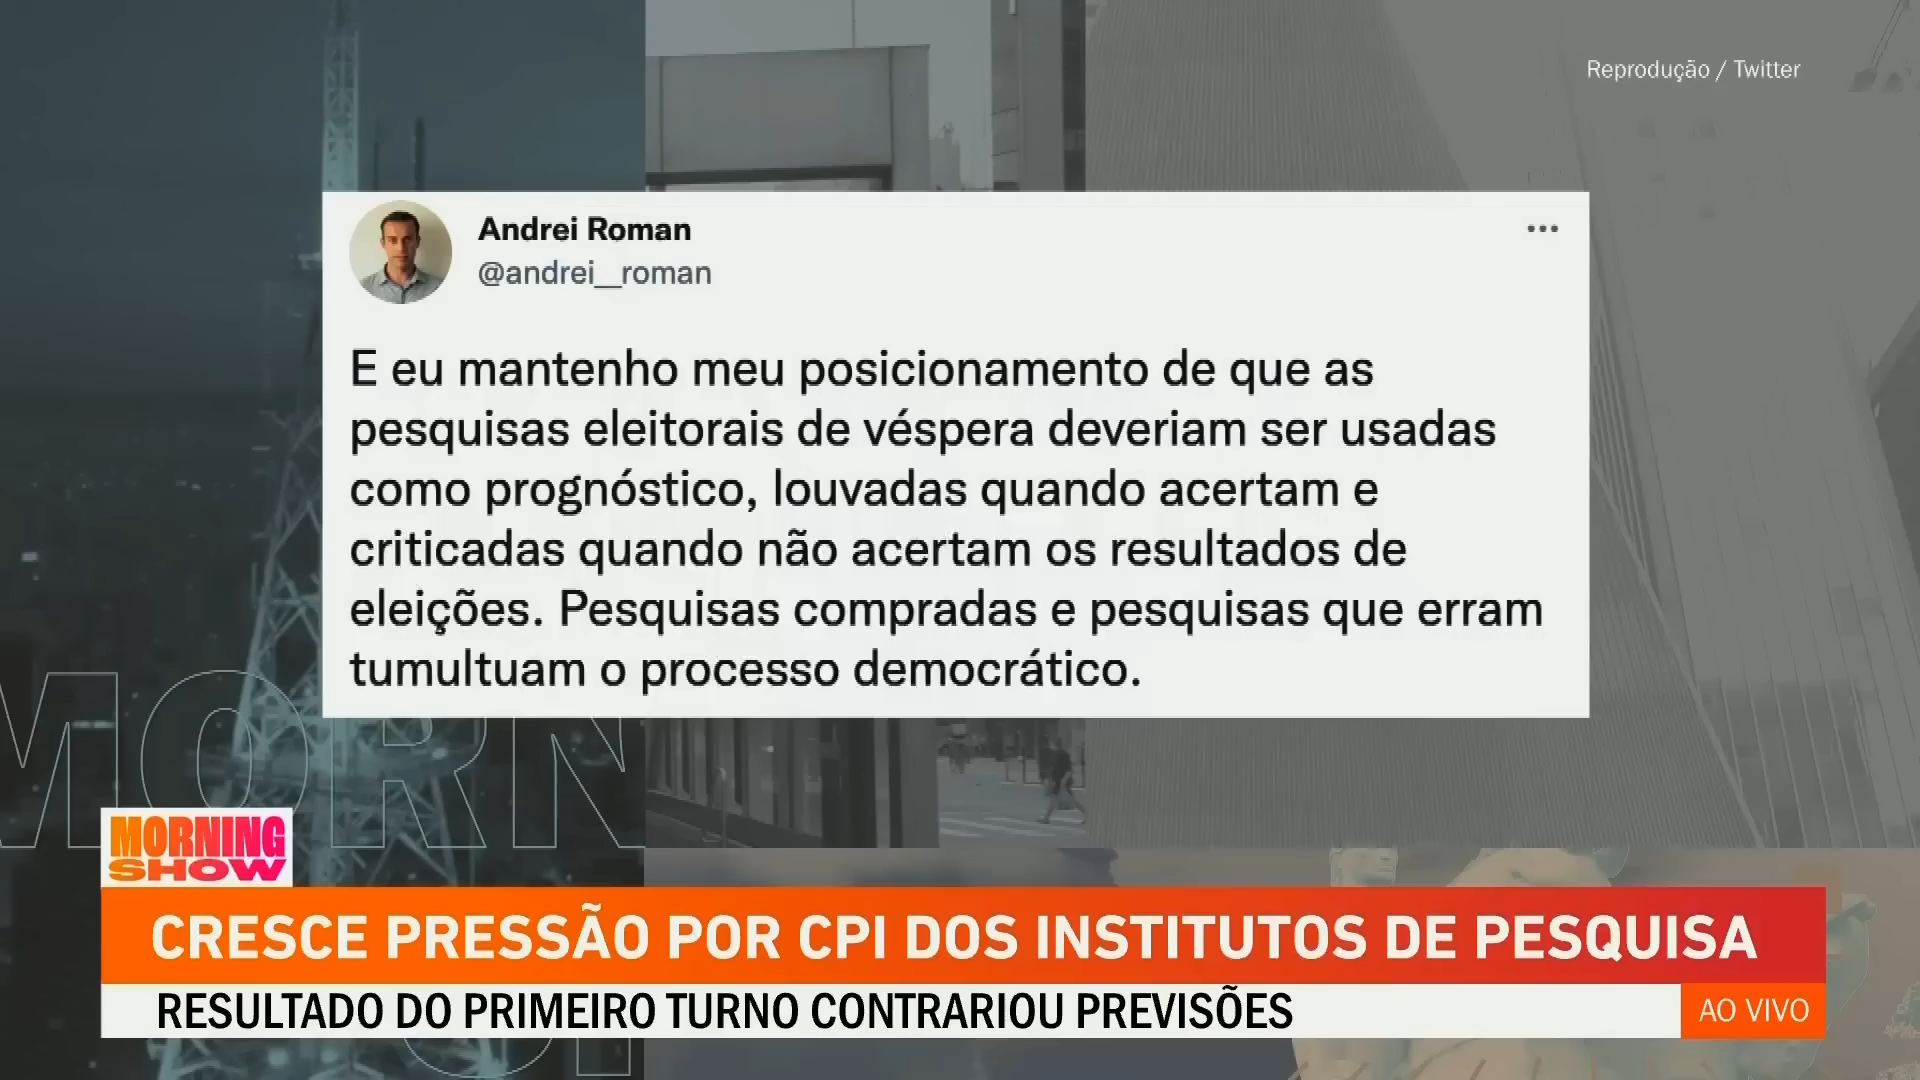 Reprodução / Twitter
Andrei Roman
@andrei__roman
E eu mantenho meu posicionamento de que as
pesquisas eleitorais de véspera deveriam ser usadas
como prognóstico, louvadas quando acertam e
criticadas quando não acertam os resultados de
eleições. Pesquisas compradas e pesquisas que erram
tumultuam o processo democrático.
MORN
MORNING
SHOW
CRESCE PRESSÃO POR CPI DOS INSTITUTOS DE PESQUISA
RESULTADO DO PRIMEIRO TURNO CONTRARIOU PREVISÕES
AO VIVO